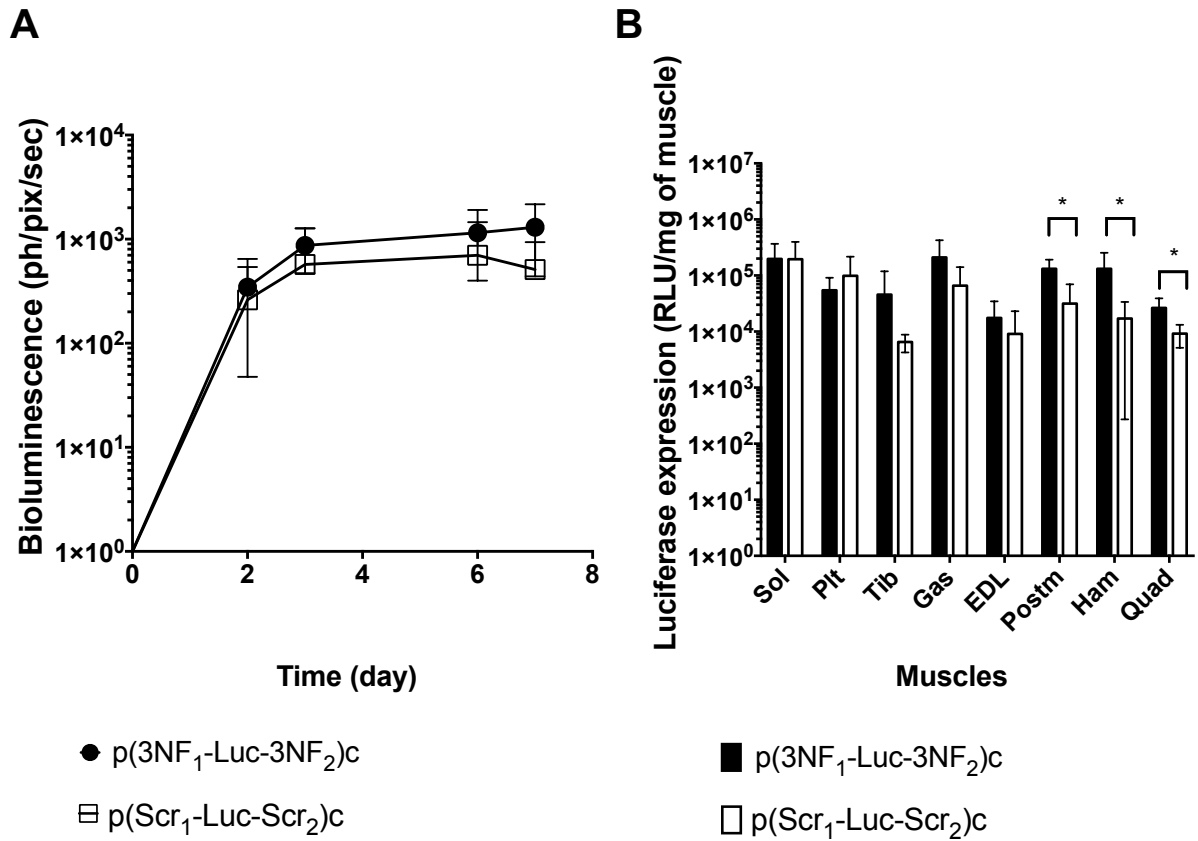 A
Bioluminescence (ph/pix/sec)
1×10⁴
1×10³
1×10²
1×10¹
1×10⁰
0 2 4 6 8
Time (day)
p(3NF₁-Luc-3NF₂)c
p(Scr₁-Luc-Scr₂)c
B
Luciferase expression (RLU/mg of muscle)
1×10⁷
1×10⁶
1×10⁵
1×10⁴
1×10³
1×10²
1×10¹
1×10⁰
* * *
Sol Plt Tib Gas EDL Postm Ham Quad
Muscles
p(3NF₁-Luc-3NF₂)c
p(Scr₁-Luc-Scr₂)c